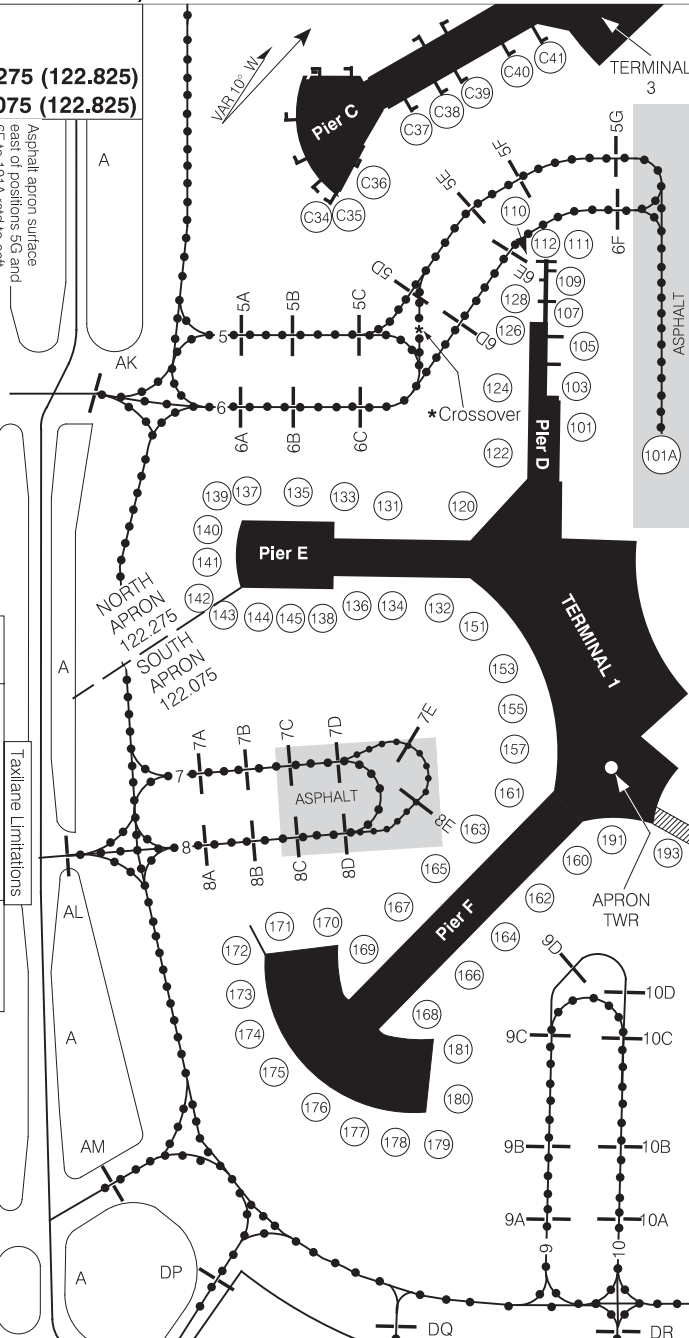 275 (122.825)
075 (122.825)
Asphalt apron surface
east of positions 5G and
A
VAR 10° W
Pier C
C41
C40
C39
C38
C37
C36
C35
C34
TERMINAL
3
5G
5F
5E
5D
6F
6E
6D
110
112
111
109
107
105
103
101
128
126
124
122
ASPHALT
101A
5
5A
5B
5C
AK
6
6A
6B
6C
*Crossover
Pier D
139
137
135
133
131
120
140
141
142
143
144
145
138
136
134
132
151
Pier E
NORTH
APRON
122.275
SOUTH
APRON
122.075
TERMINAL 1
153
155
157
161
163
165
A
7
7A
7B
7C
7D
7E
ASPHALT
8
8A
8B
8C
8D
8E
Taxilane Limitations
AL
191
193
160
162
164
166
168
APRON
TWR
Pier F
167
169
170
171
172
173
174
175
176
177
178
179
180
181
9D
10D
9C
10C
9B
10B
9A
10A
9
10
A
AM
A
DP
DQ
DR